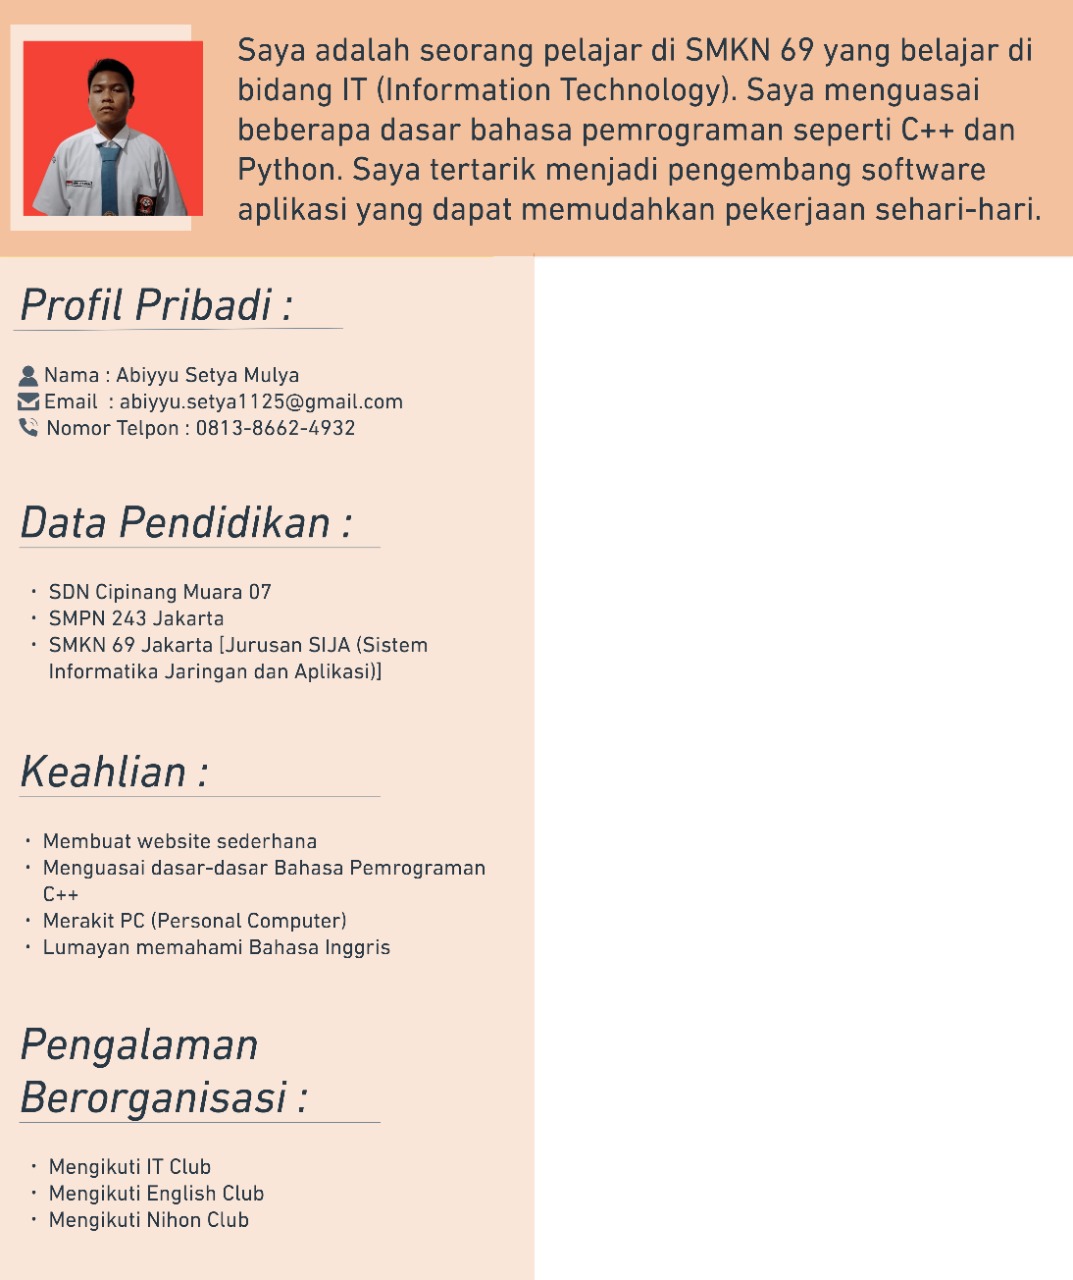 Saya adalah seorang pelajar di SMKN 69 yang belajar di
bidang IT (Information Technology). Saya menguasai
beberapa dasar bahasa pemrograman seperti C++ dan
Python. Saya tertarik menjadi pengembang software
aplikasi yang dapat memudahkan pekerjaan sehari-hari.
Profil Pribadi :
Nama : Abiyyu Setya Mulya
Email : abiyyu.setya1125@gmail.com
Nomor Telpon : 0813-8662-4932
Data Pendidikan :
· SDN Cipinang Muara 07
· SMPN 243 Jakarta
· SMKN 69 Jakarta [Jurusan SIJA (Sistem
Informatika Jaringan dan Aplikasi)]
Keahlian :
· Membuat website sederhana
· Menguasai dasar-dasar Bahasa Pemrograman
C++
· Merakit PC (Personal Computer)
· Lumayan memahami Bahasa Inggris
Pengalaman
Berorganisasi :
· Mengikuti IT Club
· Mengikuti English Club
· Mengikuti Nihon Club